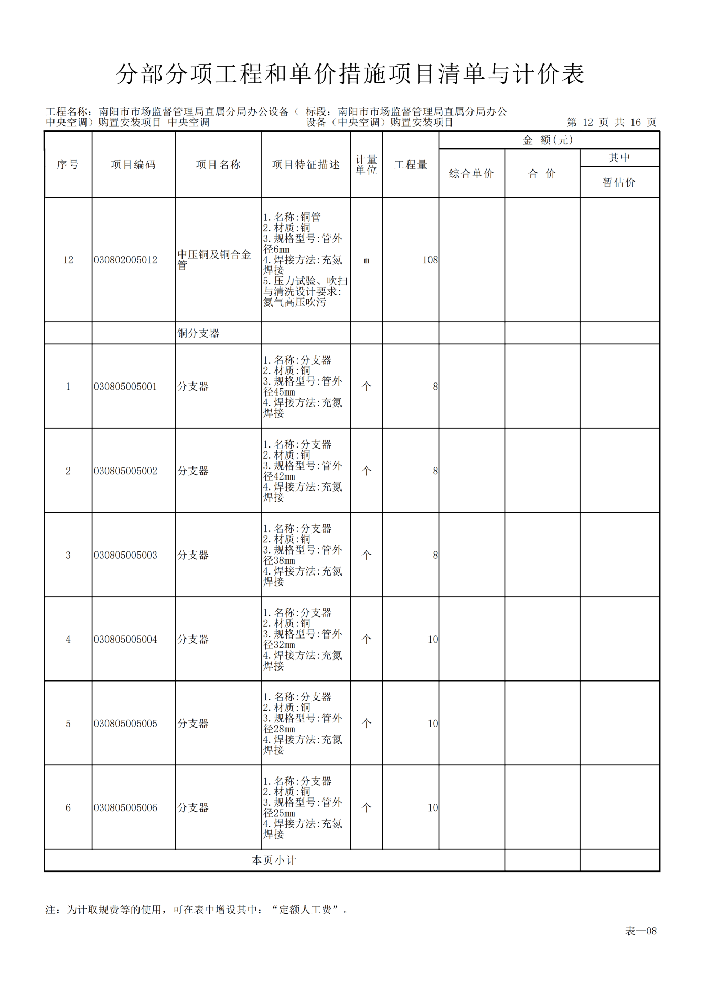 分部分项工程和单价措施项目清单与计价表
工程名称：南阳市市场监督管理局直属分局办公设备（ 标段：南阳市市场监督管理局直属分局办公
中央空调）购置安装项目-中央空调 设备（中央空调）购置安装项目 第 12 页 共 16 页
序号 项目编码 项目名称 项目特征描述 计量单位 工程量 金 额(元)
综合单价 合 价 其中
暂估价
12 030802005012 中压铜及铜合金管 m 108
1.名称:铜管
2.材质:铜
3.规格型号:管外
径6mm
4.焊接方法:充氮
焊接
5.压力试验、吹扫
与清洗设计要求:
氮气高压吹污
铜分支器
1 030805005001 分支器 个 8
1.名称:分支器
2.材质:铜
3.规格型号:管外
径45mm
4.焊接方法:充氮
焊接
2 030805005002 分支器 个 8
1.名称:分支器
2.材质:铜
3.规格型号:管外
径42mm
4.焊接方法:充氮
焊接
3 030805005003 分支器 个 8
1.名称:分支器
2.材质:铜
3.规格型号:管外
径38mm
4.焊接方法:充氮
焊接
4 030805005004 分支器 个 10
1.名称:分支器
2.材质:铜
3.规格型号:管外
径32mm
4.焊接方法:充氮
焊接
5 030805005005 分支器 个 10
1.名称:分支器
2.材质:铜
3.规格型号:管外
径28mm
4.焊接方法:充氮
焊接
6 030805005006 分支器 个 10
1.名称:分支器
2.材质:铜
3.规格型号:管外
径25mm
4.焊接方法:充氮
焊接
本页小计
注：为计取规费等的使用，可在表中增设其中：“定额人工费”。
表—08